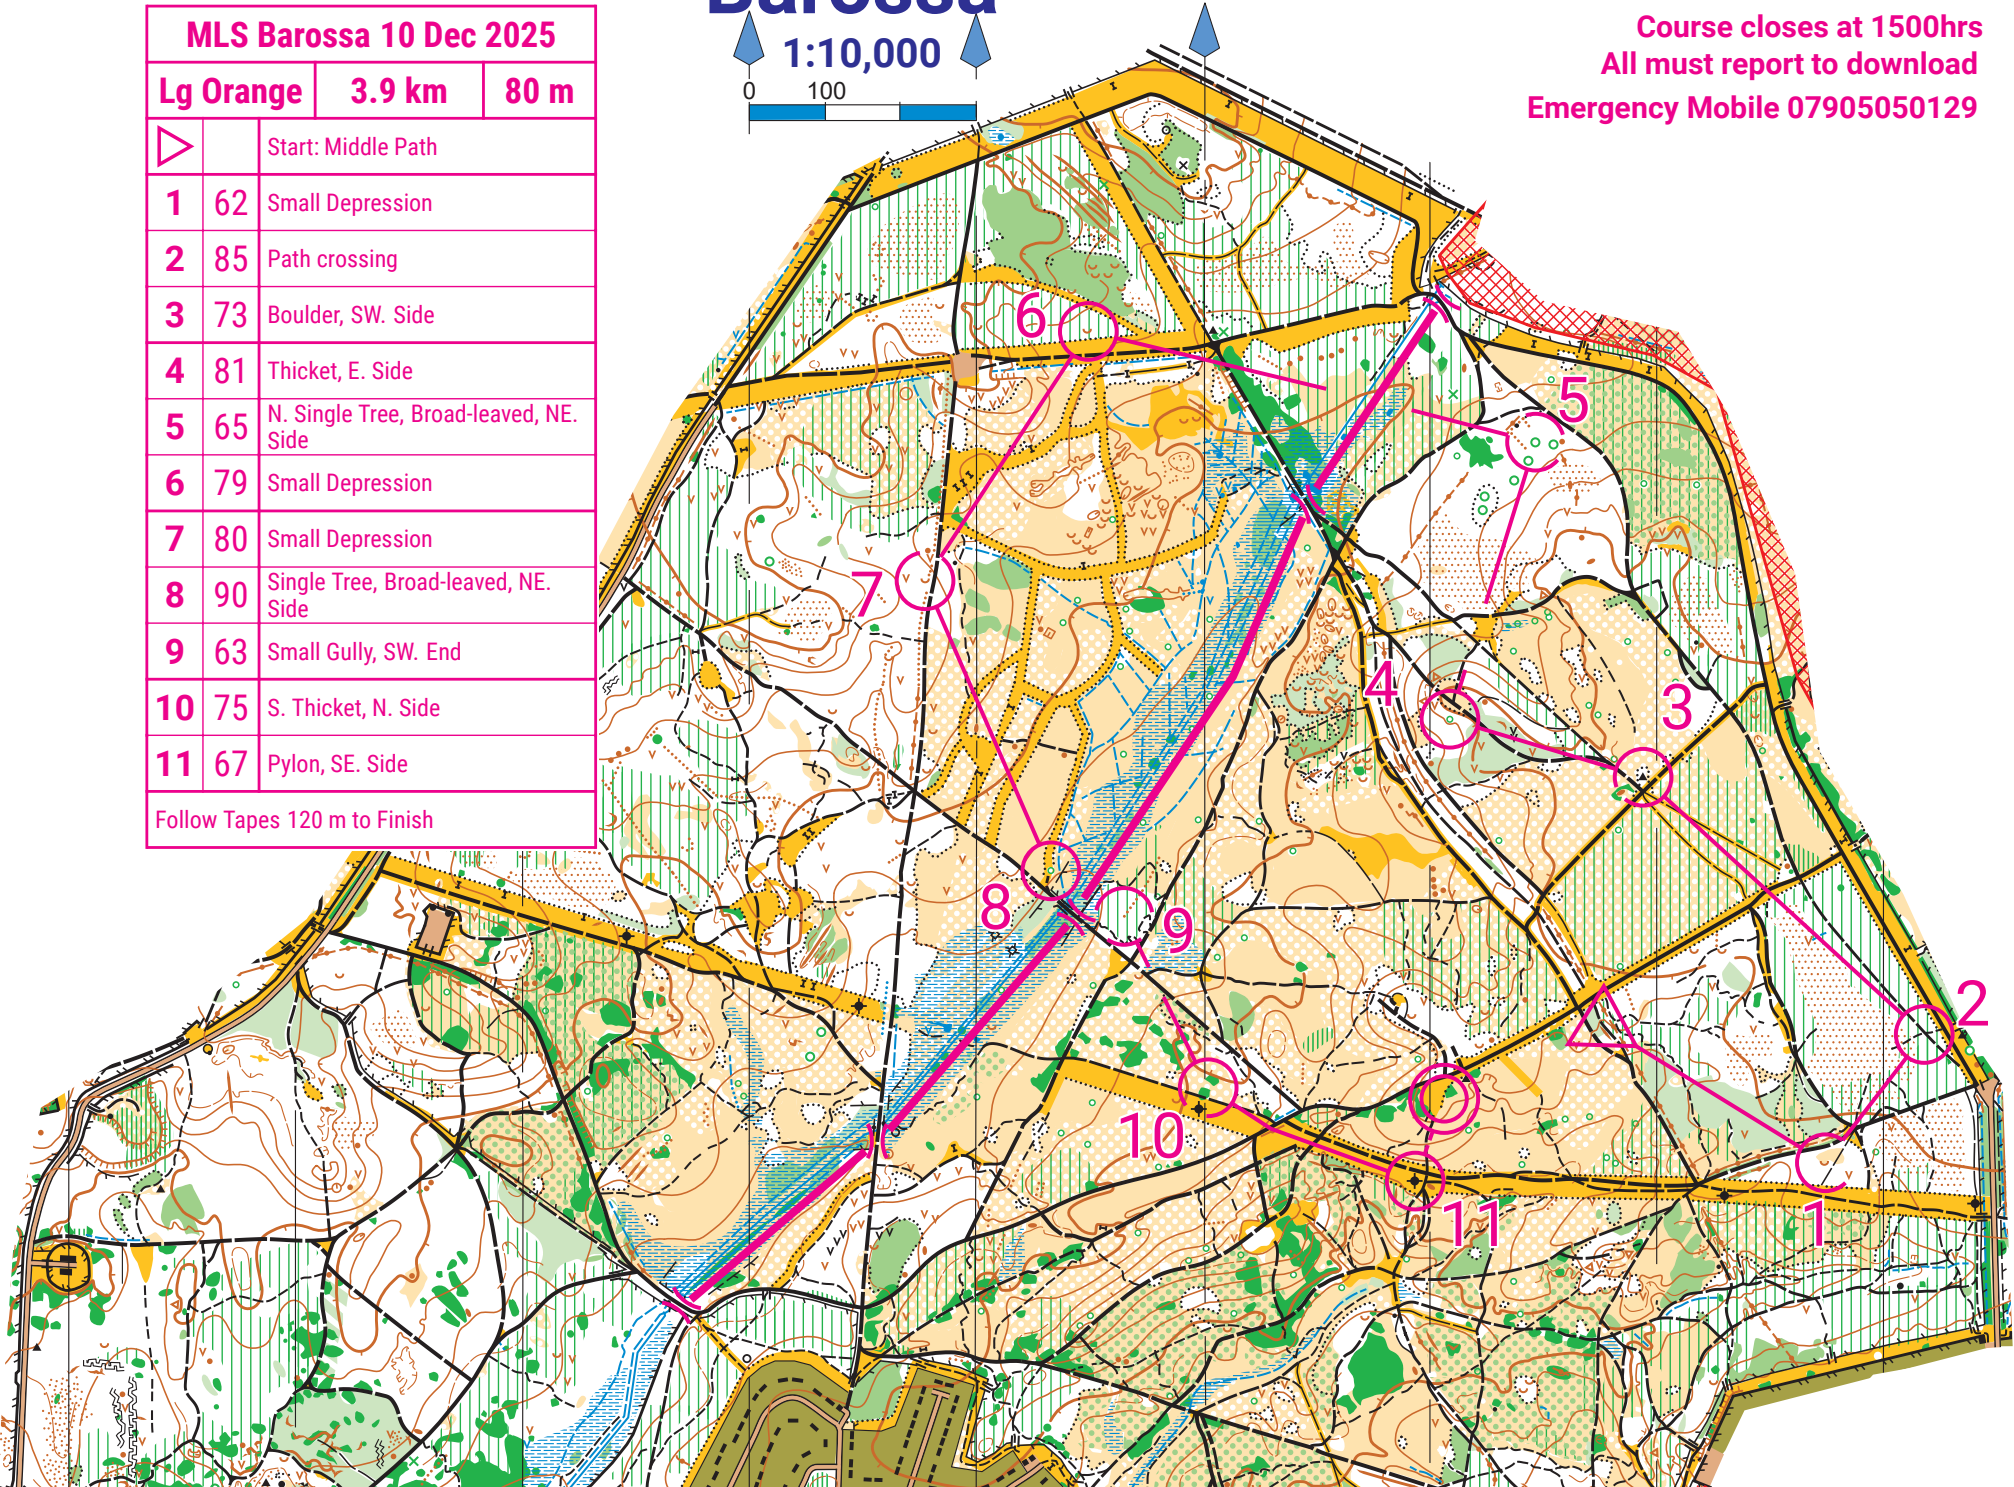 Barossa
1:10,000
0 100
Course closes at 1500hrs
All must report to download
Emergency Mobile 07905050129
MLS Barossa 10 Dec 2025
Lg Orange 3.9 km 80 m
Start: Middle Path
1 62 Small Depression
2 85 Path crossing
3 73 Boulder, SW. Side
4 81 Thicket, E. Side
5 65 N. Single Tree, Broad-leaved, NE.
Side
6 79 Small Depression
7 80 Small Depression
8 90 Single Tree, Broad-leaved, NE.
Side
9 63 Small Gully, SW. End
10 75 S. Thicket, N. Side
11 67 Pylon, SE. Side
Follow Tapes 120 m to Finish
6
5
7
4
3
8
9
2
10
11
1